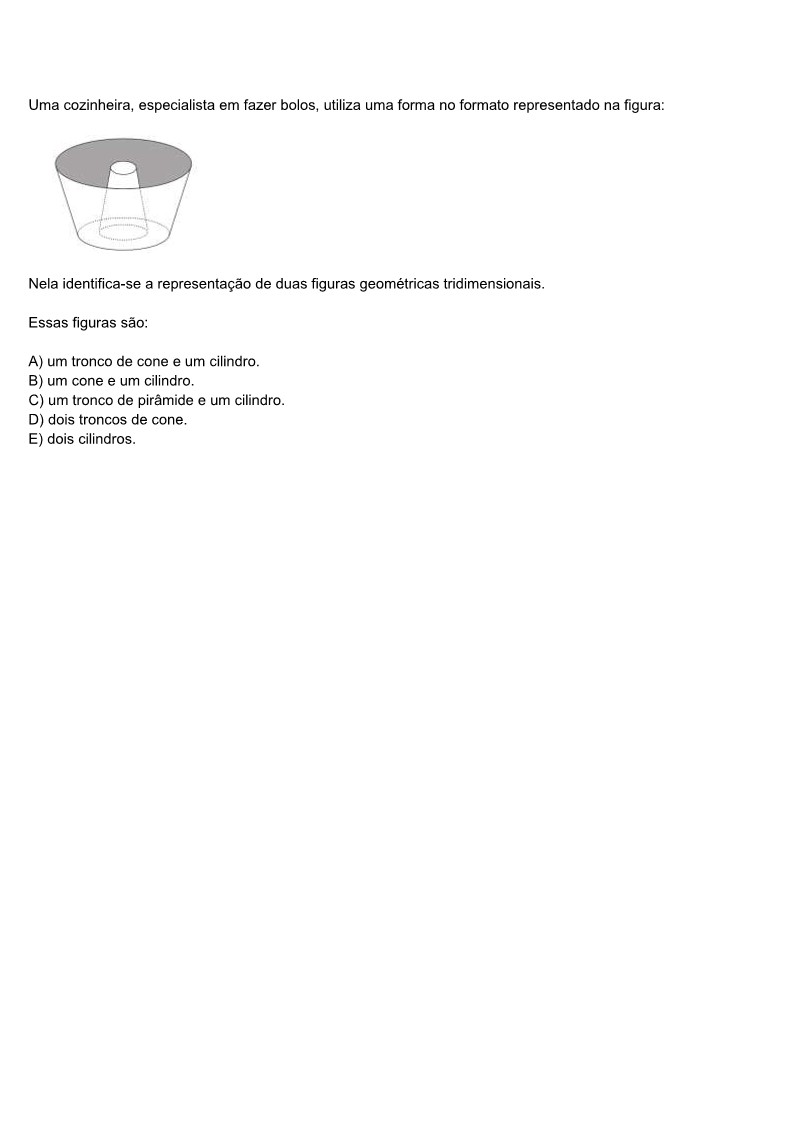 Uma cozinheira, especialista em fazer bolos, utiliza uma forma no formato representado na figura:
Nela identifica-se a representação de duas figuras geométricas tridimensionais.
Essas figuras são:
A) um tronco de cone e um cilindro.
B) um cone e um cilindro.
C) um tronco de pirâmide e um cilindro.
D) dois troncos de cone.
E) dois cilindros.